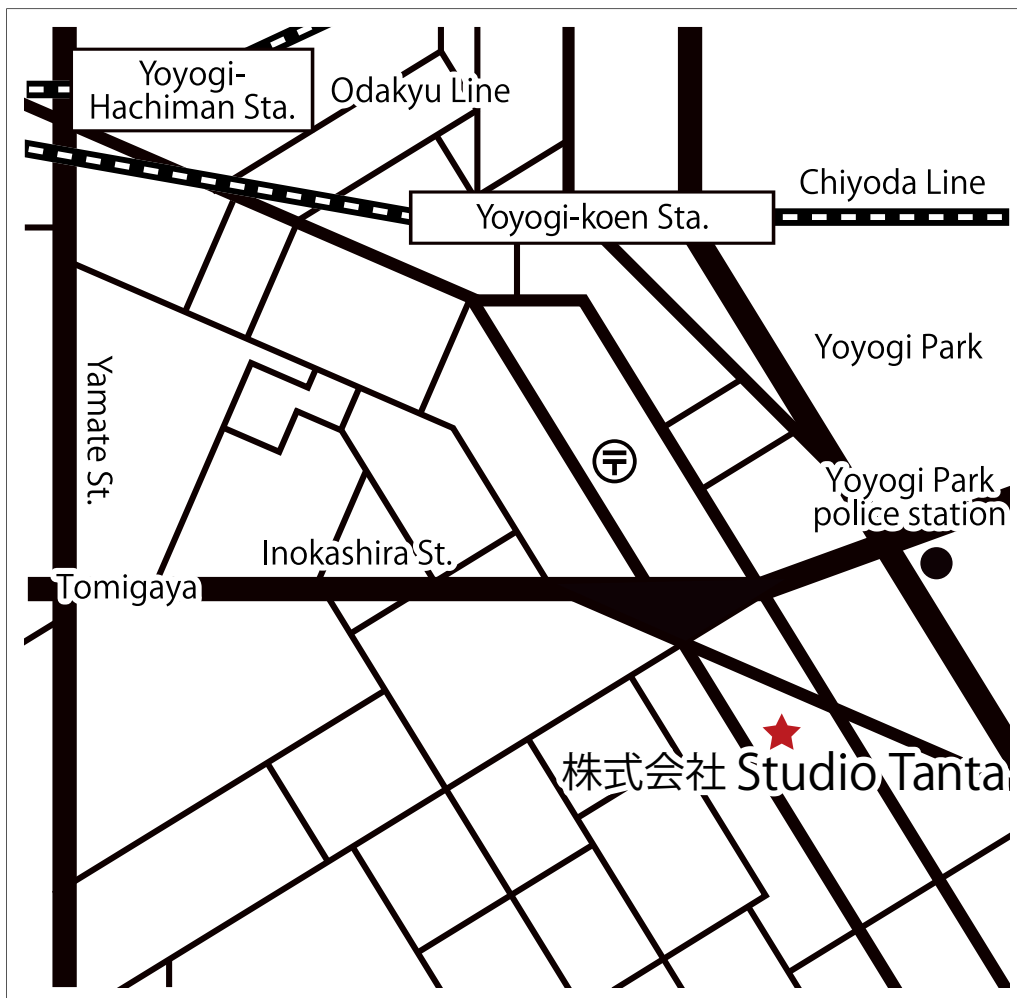 Yoyogi-
Hachiman Sta.
Odakyu Line
Chiyoda Line
Yoyogi-koen Sta.
Yoyogi Park
Yamate St.
〒
Yoyogi Park
police station
Inokashira St.
Tomigaya
株式会社 Studio Tanta